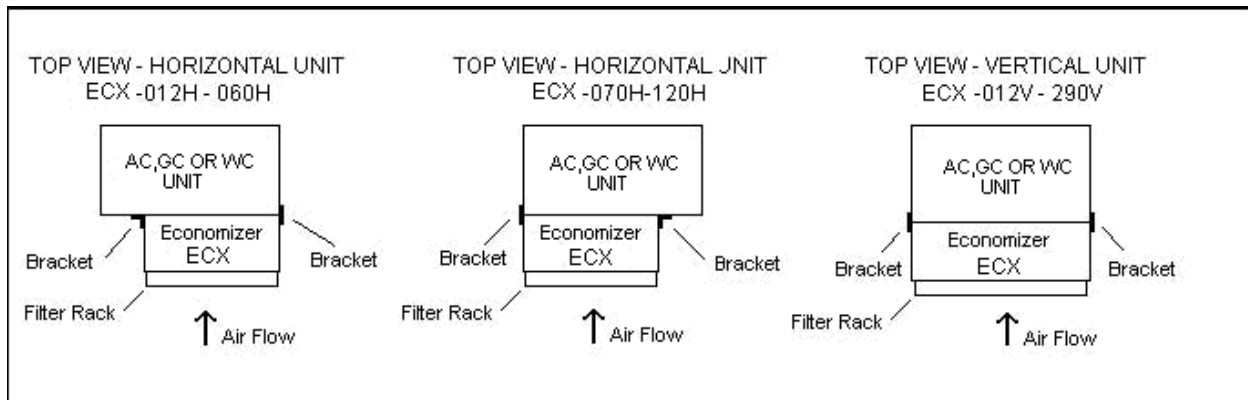 TOP VIEW - HORIZONTAL UNIT
ECX -012H - 060H
AC,GC OR WC
UNIT
Economizer
ECX
Bracket
Bracket
Filter Rack
Air Flow
TOP VIEW - HORIZONTAL JNIT
ECX -070H-120H
AC,GC OR WC
UNIT
Economizer
ECX
Bracket
Bracket
Filter Rack
Air Flow
TOP VIEW - VERTICAL UNIT
ECX -012V - 290V
AC,GC OR WC
UNIT
Economizer
ECX
Bracket
Bracket
Filter Rack
Air Flow